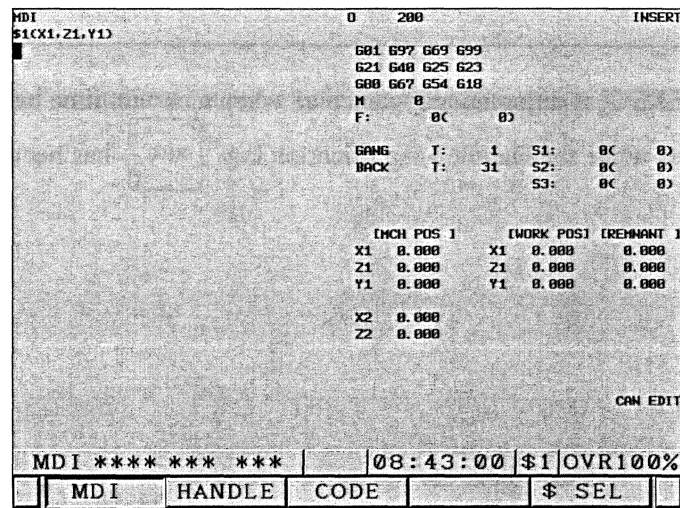 MDI O 200 INSERT
$1(X1,Z1,Y1)
G01 G97 G69 G99
G21 G40 G25 G23
G80 G67 G54 G18
M 0
F: 0( 0)
GANG T: 1 S1: 0( 0)
BACK T: 31 S2: 0( 0)
S3: 0( 0)
[MCH POS ] [WORK POS] [REMNANT ]
X1 0.000 X1 0.000 0.000
Z1 0.000 Z1 0.000 0.000
Y1 0.000 Y1 0.000 0.000
X2 0.000
Z2 0.000
CAN EDIT
MDI **** *** *** 08:43:00 $1 OVR100%
MDI HANDLE CODE $ SEL